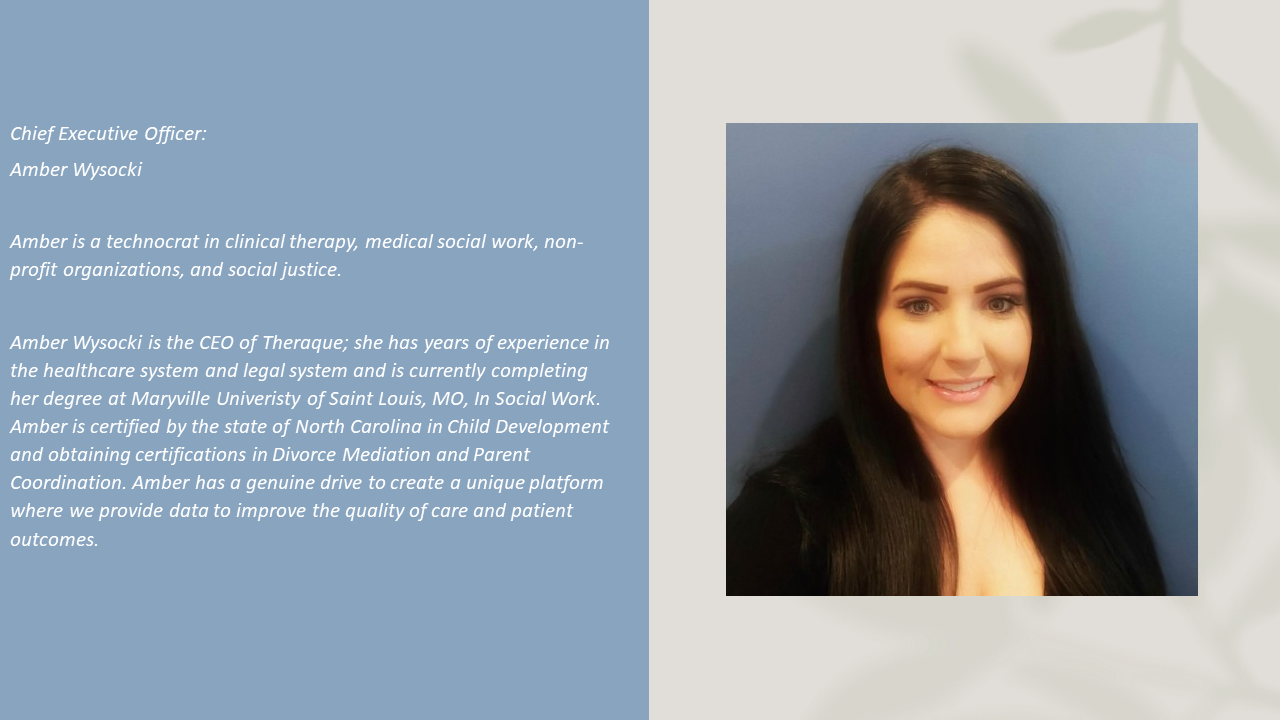 Chief Executive Officer:
Amber Wysocki
Amber is a technocrat in clinical therapy, medical social work, non-
profit organizations, and social justice.
Amber Wysocki is the CEO of Theraque; she has years of experience in
the healthcare system and legal system and is currently completing
her degree at Maryville Univeristy of Saint Louis, MO, In Social Work.
Amber is certified by the state of North Carolina in Child Development
and obtaining certifications in Divorce Mediation and Parent
Coordination. Amber has a genuine drive to create a unique platform
where we provide data to improve the quality of care and patient
outcomes.